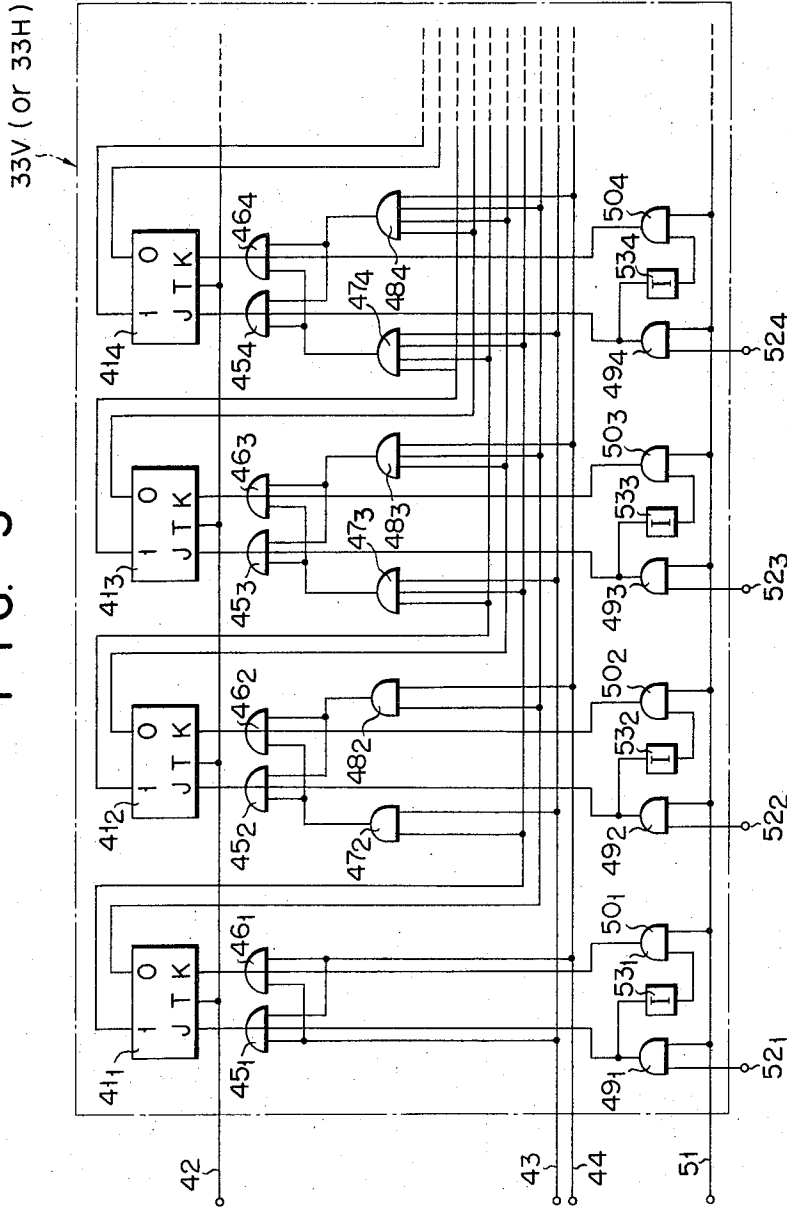 FIG. 5
33V (or 33H)
41₁
1 0
J T K
41₂
1 0
J T K
41₃
1 0
J T K
41₄
1 0
J T K
42
45₁ 46₁ 45₂ 46₂ 45₃ 46₃ 45₄ 46₄
47₂ 48₂ 47₃ 48₃ 47₄ 48₄
43
44
49₁ I 53₁ 50₁ 49₂ I 53₂ 50₂ 49₃ I 53₃ 50₃ 49₄ I 53₄ 50₄
51
52₁ 52₂ 52₃ 52₄